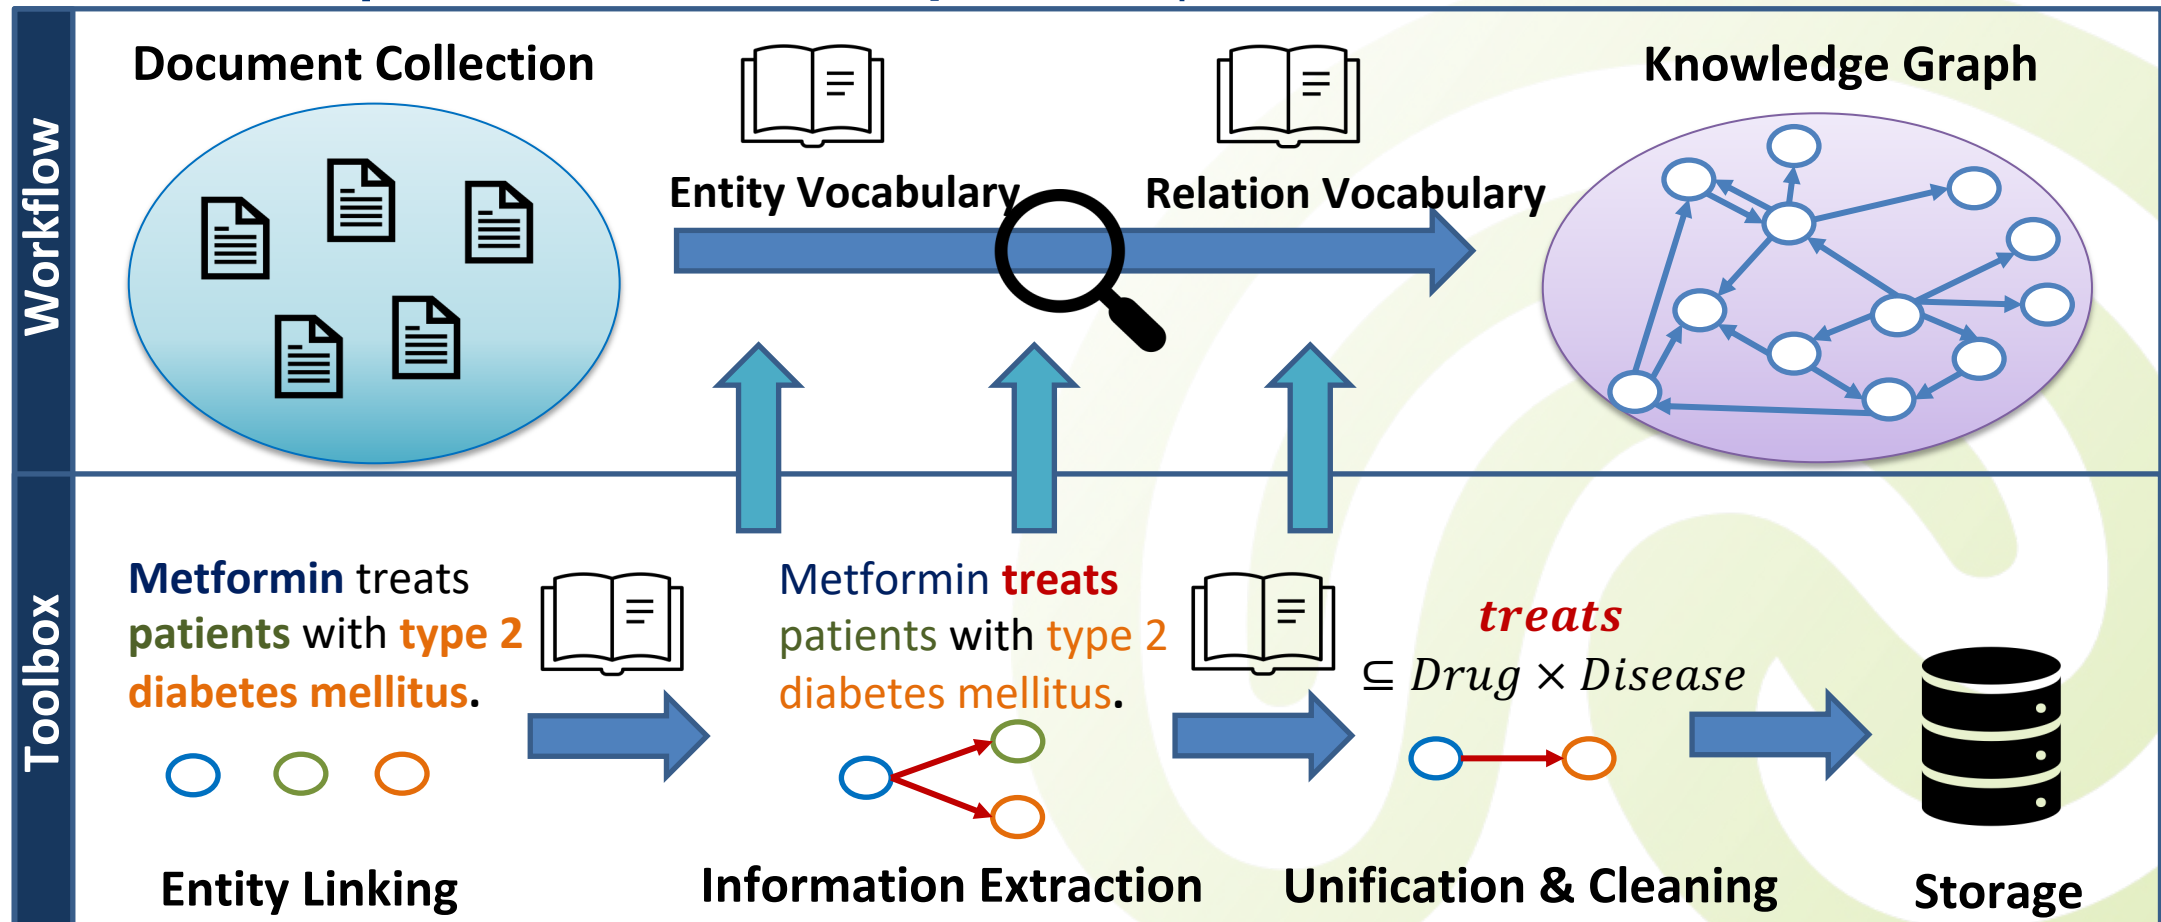 Workflow
Document Collection
Entity Vocabulary
Relation Vocabulary
Knowledge Graph
Toolbox
Metformin treats
patients with type 2
diabetes mellitus.
Entity Linking
Metformin treats
patients with type 2
diabetes mellitus.
Information Extraction
treats
⊆ Drug × Disease
Unification & Cleaning
Storage